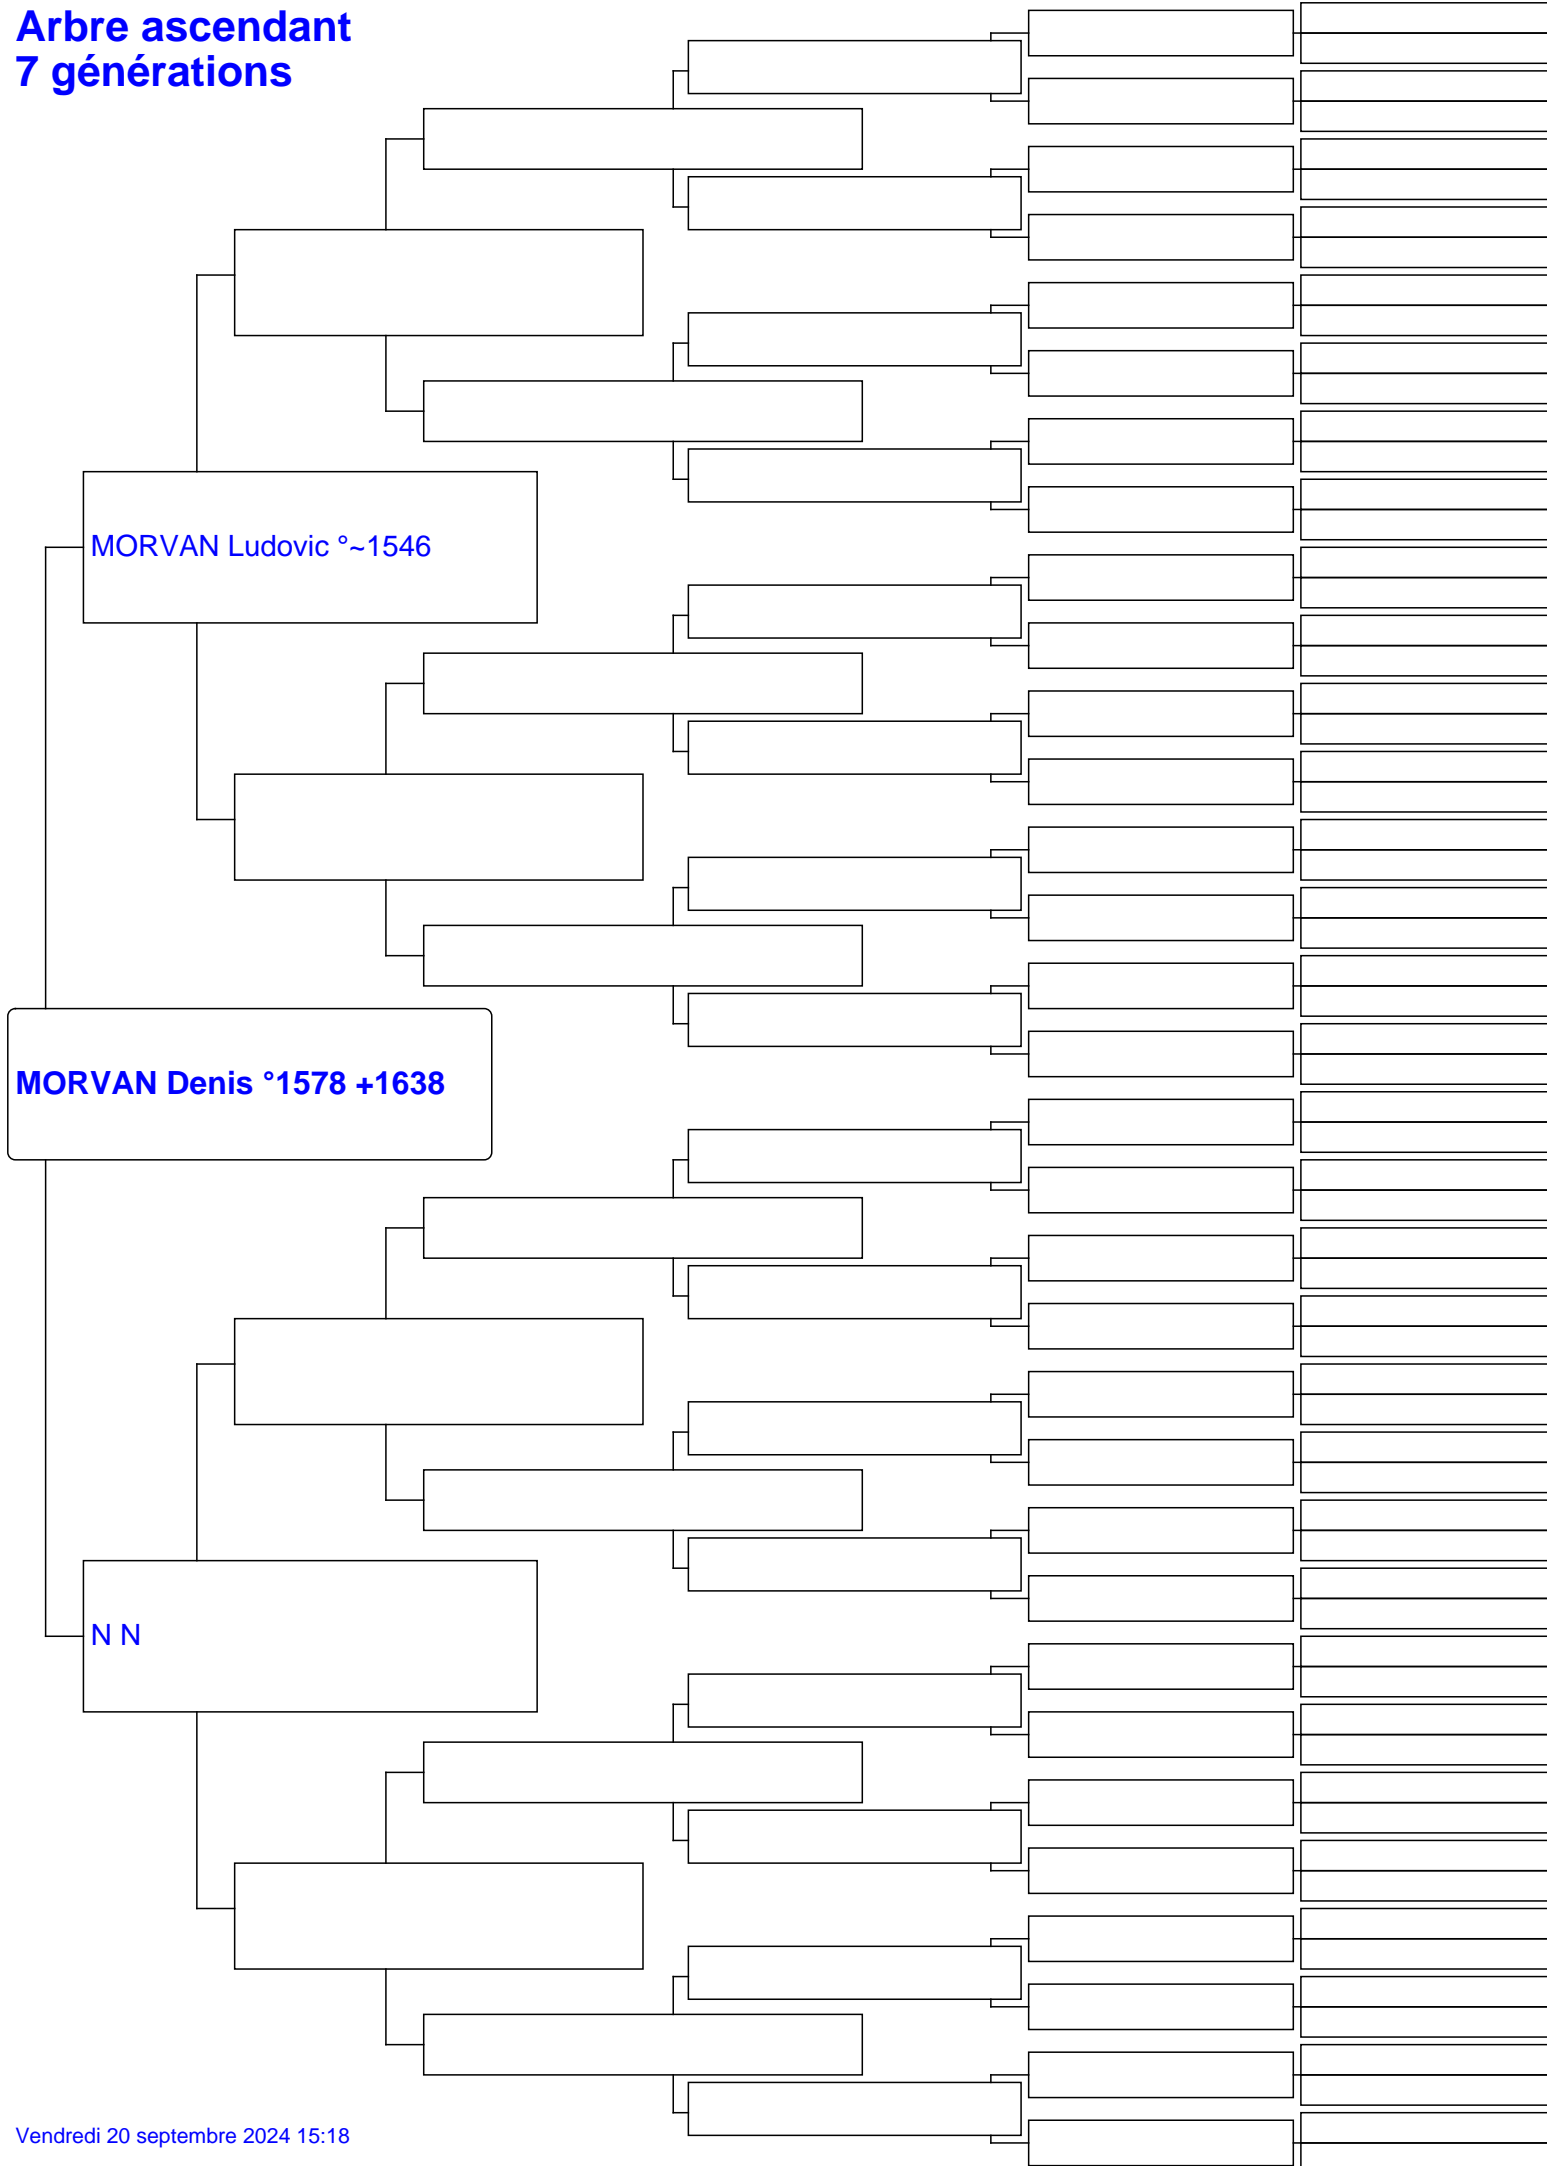 Arbre ascendant
7 générations
MORVAN Ludovic °~1546
MORVAN Denis °1578 +1638
N N
Vendredi 20 septembre 2024 15:18